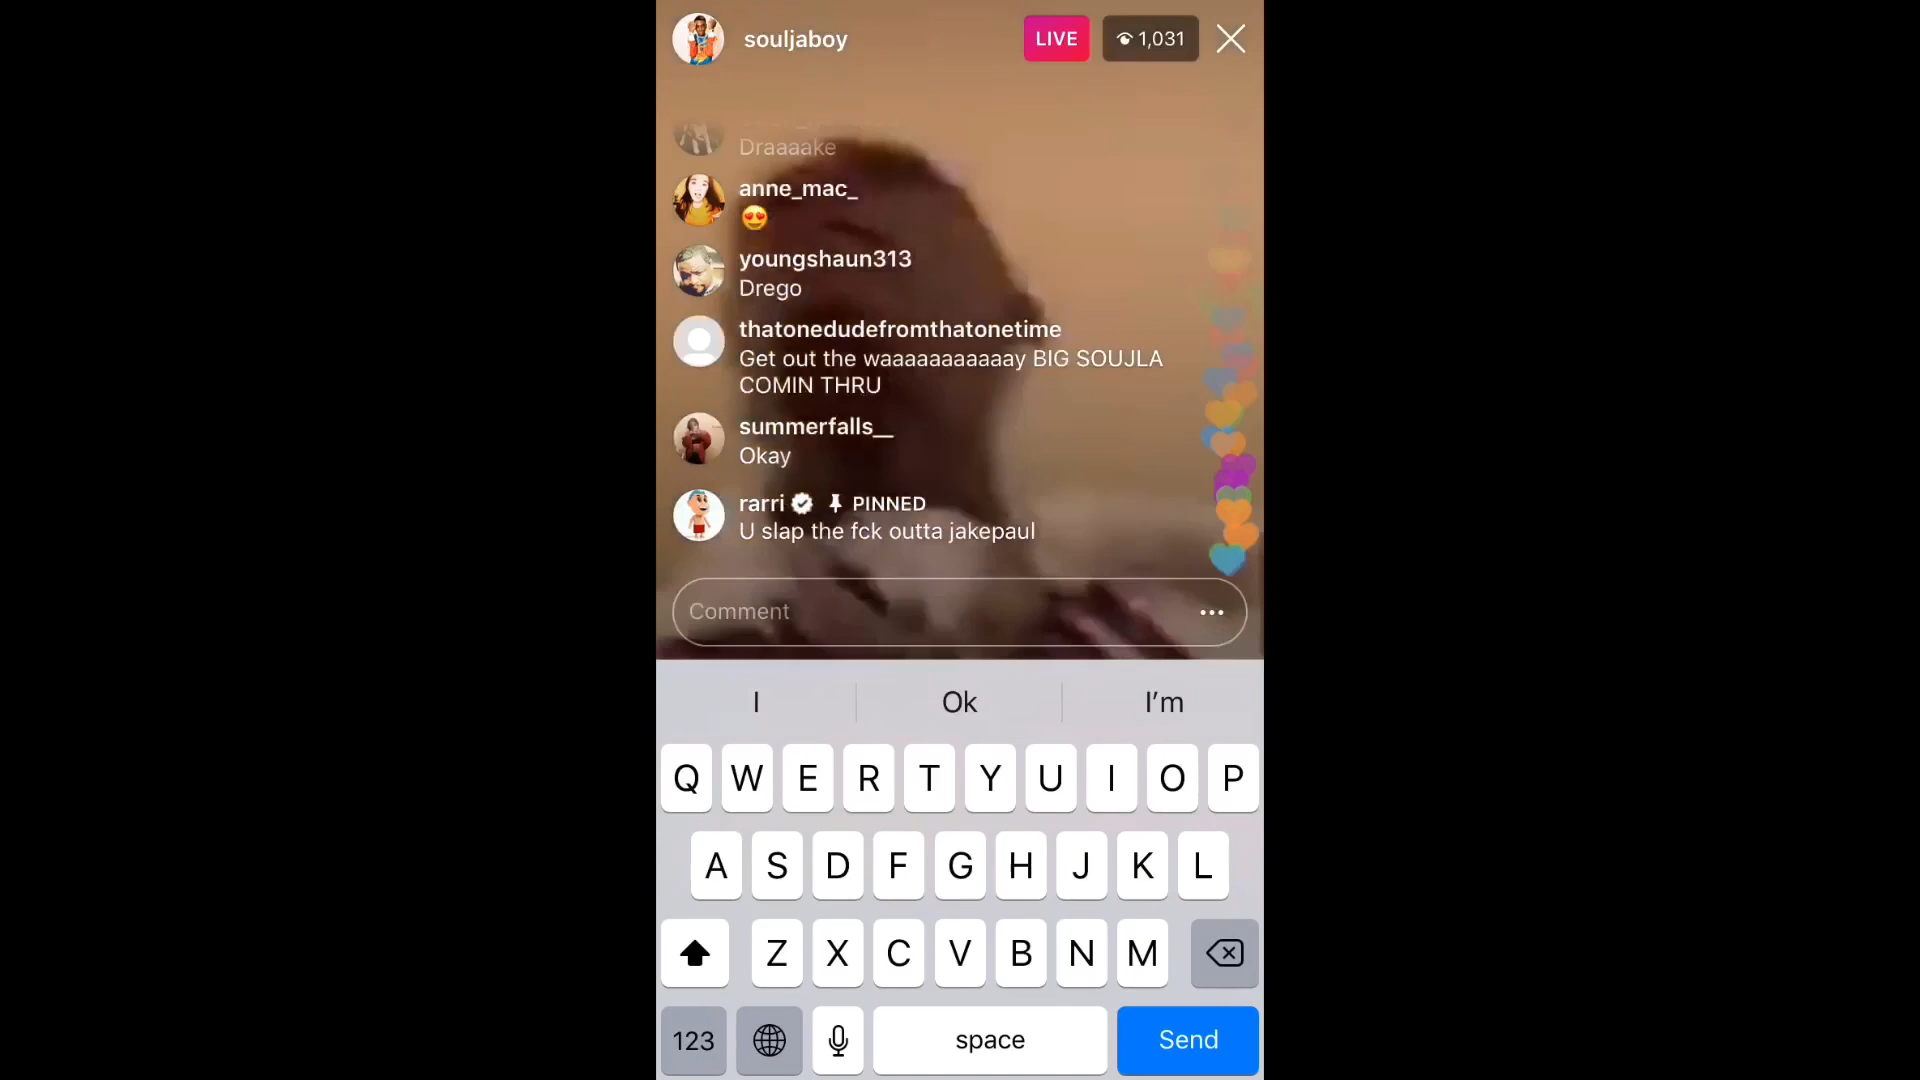 souljaboy
LIVE
1,031
Draaaake
anne_mac_
😍
youngshaun313
Drego
thatonedudefromthatonetime
Get out the waaaaaaaaaaay BIG SOUJLA
COMIN THRU
summerfalls__
Okay
rarri PINNED
U slap the fck outta jakepaul
Comment
I Ok I’m
Q W E R T Y U I O P
A S D F G H J K L
Z X C V B N M
123 space Send